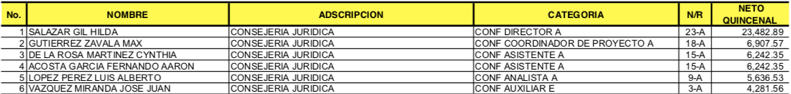 No. NOMBRE ADSCRIPCION CATEGORIA N/R NETO QUINCENAL
1 SALAZAR GIL HILDA CONSEJERIA JURIDICA CONF DIRECTOR A 23-A 23,482.89
2 GUTIERREZ ZAVALA MAX CONSEJERIA JURIDICA CONF COORDINADOR DE PROYECTO A 18-A 6,907.57
3 DE LA ROSA MARTINEZ CYNTHIA CONSEJERIA JURIDICA CONF ASISTENTE A 15-A 6,242.35
4 ACOSTA GARCIA FERNANDO AARON CONSEJERIA JURIDICA CONF ASISTENTE A 15-A 6,242.35
5 LOPEZ PEREZ LUIS ALBERTO CONSEJERIA JURIDICA CONF ANALISTA A 9-A 5,636.53
6 VAZQUEZ MIRANDA JOSE JUAN CONSEJERIA JURIDICA CONF AUXILIAR E 3-A 4,281.56